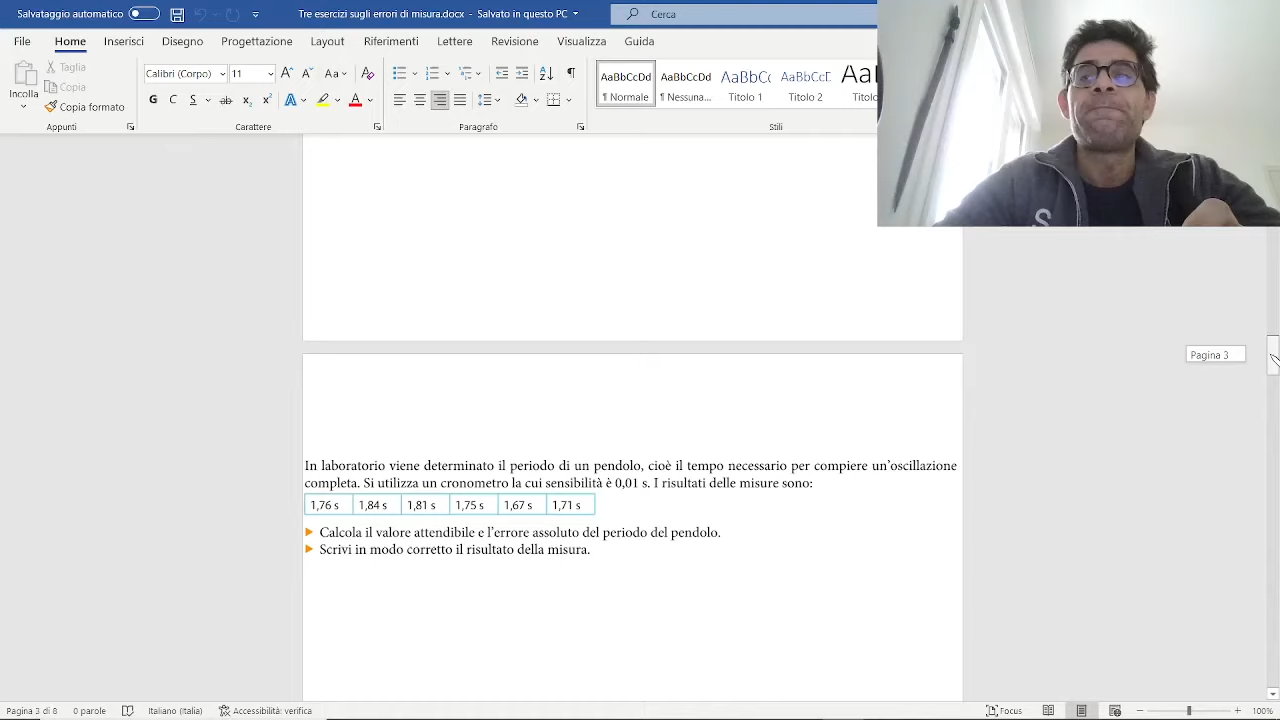 Tre esercizi sugli errori di misura.docx - Salvato in questo PC
Cerca
File Home Inserisci Disegno Progettazione Layout Riferimenti Lettere Revisione Visualizza Guida
Incolla
Taglia
Copia
Copia formato
Appunti
Calibri (Corpo) 11
Aa
G C S ab x₂ x² A A
Carattere
Paragrafo
AaBbCcDd AaBbCcDd AaBbCc AaBbCcD
¶ Normale ¶ Nessuna... Titolo 1 Titolo 2
Stili
S
Pagina 3
In laboratorio viene determinato il periodo di un pendolo, cioè il tempo necessario per compiere un'oscillazione
completa. Si utilizza un cronometro la cui sensibilità è 0,01 s. I risultati delle misure sono:
1,76 s 1,84 s 1,81 s 1,75 s 1,67 s 1,71 s
Calcola il valore attendibile e l'errore assoluto del periodo del pendolo.
Scrivi in modo corretto il risultato della misura.
Pagina 3 di 8 0 parole Italiano (Italia) Accessibilità: verifica Focus 100%